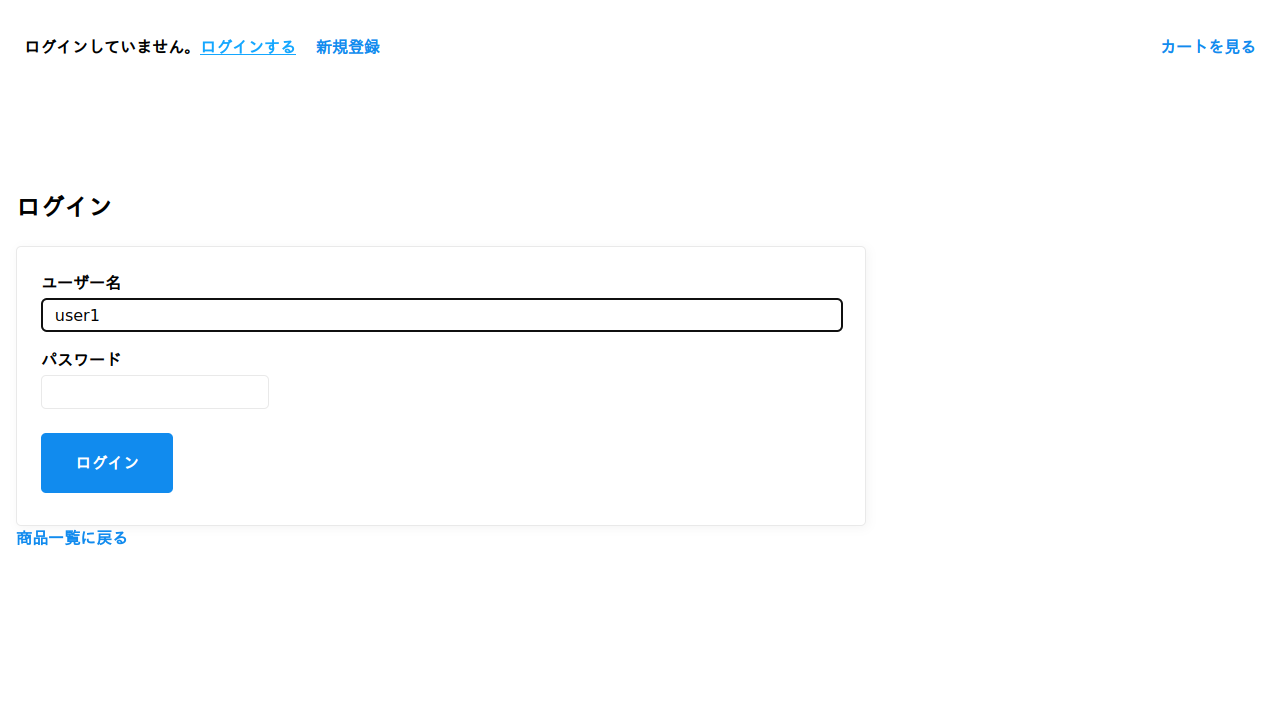 ログインしていません。ログインする 新規登録 カートを見る
ログイン
ユーザー名
user1
パスワード
ログイン
商品一覧に戻る